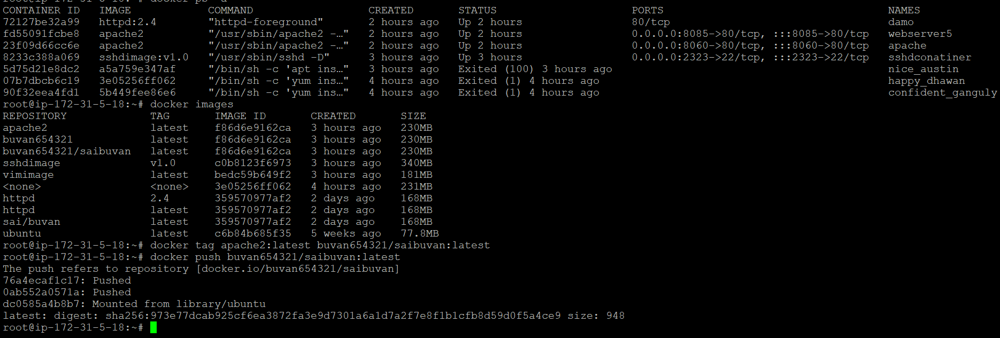 root@ip-172-31-5-18:~# docker ps -a
CONTAINER ID   IMAGE          COMMAND                  CREATED       STATUS                     PORTS                                   NAMES
72127be32a99   httpd:2.4      "httpd-foreground"       2 hours ago   Up 2 hours                 80/tcp                                  damo
fd55091fcbe8   apache2        "/usr/sbin/apache2 -…"   2 hours ago   Up 2 hours                 0.0.0.0:8085->80/tcp, :::8085->80/tcp   webserver5
23f09d66cc6e   apache2        "/usr/sbin/apache2 -…"   2 hours ago   Up 2 hours                 0.0.0.0:8060->80/tcp, :::8060->80/tcp   apache
8233c388a069   sshdimage:v1.0   "/usr/sbin/sshd -D"      3 hours ago   Up 3 hours                 0.0.0.0:2323->22/tcp, :::2323->22/tcp   sshdconatiner
5d75d21e8dc2   a5a759e347af   "/bin/sh -c 'apt ins…"   3 hours ago   Exited (100) 3 hours ago                                           nice_austin
07b7dbcb6c19   3e05256ff062   "/bin/sh -c 'yum ins…"   4 hours ago   Exited (1) 4 hours ago                                             happy_dhawan
90f32eea4fd1   5b449fee86e6   "/bin/sh -c 'yum ins…"   4 hours ago   Exited (1) 4 hours ago                                             confident_ganguly
root@ip-172-31-5-18:~# docker images
REPOSITORY             TAG       IMAGE ID       CREATED       SIZE
apache2                latest    f86d6e9162ca   3 hours ago   230MB
buvan654321            latest    f86d6e9162ca   3 hours ago   230MB
buvan654321/saibuvan   latest    f86d6e9162ca   3 hours ago   230MB
sshdimage              v1.0      c0b8123f6973   3 hours ago   340MB
vimimage               latest    bedc59b649f2   3 hours ago   181MB
<none>                 <none>    3e05256ff062   4 hours ago   231MB
httpd                  2.4       359570977af2   2 days ago    168MB
httpd                  latest    359570977af2   2 days ago    168MB
sai/buvan              latest    359570977af2   2 days ago    168MB
ubuntu                 latest    c6b84b685f35   5 weeks ago   77.8MB
root@ip-172-31-5-18:~# docker tag apache2:latest buvan654321/saibuvan:latest
root@ip-172-31-5-18:~# docker push buvan654321/saibuvan:latest
The push refers to repository [docker.io/buvan654321/saibuvan]
76a4ecaf1c17: Pushed
0ab552a0571a: Pushed
dc0585a4b8b7: Mounted from library/ubuntu
latest: digest: sha256:973e77dcab925cf6ea3872fa3e9d7301a6a1d7a2f7e8f1b1cfb8d59d0f5a4ce9 size: 948
root@ip-172-31-5-18:~#